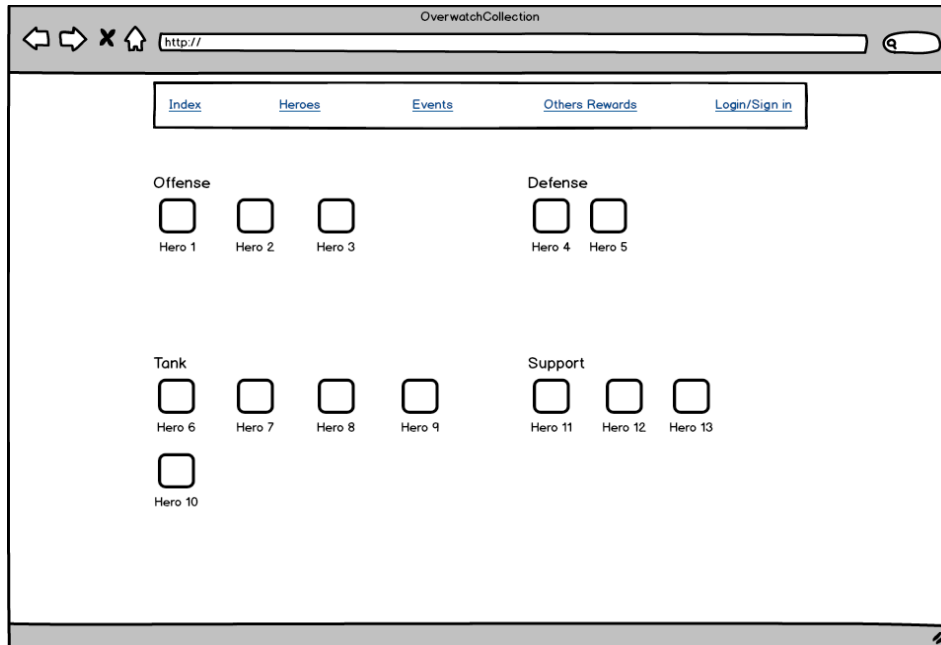 OverwatchCollection
http://
Index Heroes Events Others Rewards Login/Sign in
Offense
Hero 1 Hero 2 Hero 3
Defense
Hero 4 Hero 5
Tank
Hero 6 Hero 7 Hero 8 Hero 9
Hero 10
Support
Hero 11 Hero 12 Hero 13